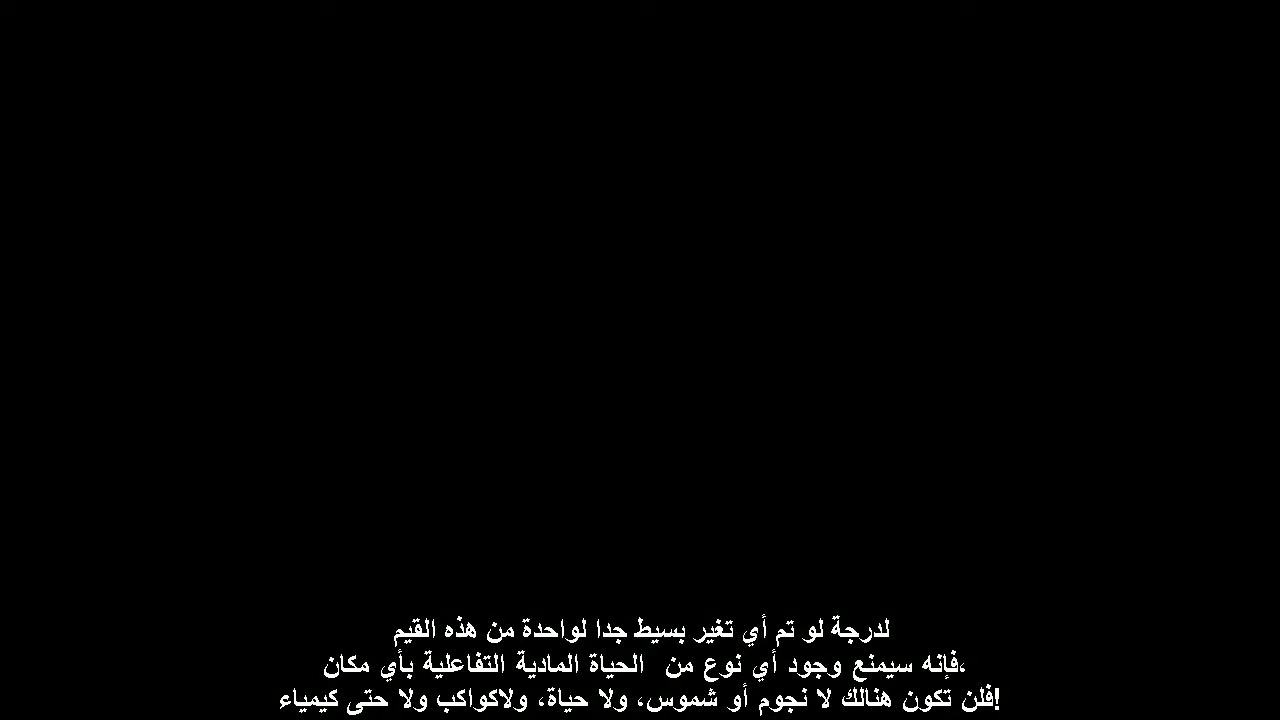 لدرجة لو تم أي تغير بسيط جدا لواحدة من هذه القيم
،فإنه سيمنع وجود أي نوع من الحياة المادية التفاعلية بأي مكان
!فلن تكون هنالك لا نجوم أو شموس، ولا حياة، ولاكواكب ولا حتى كيمياء